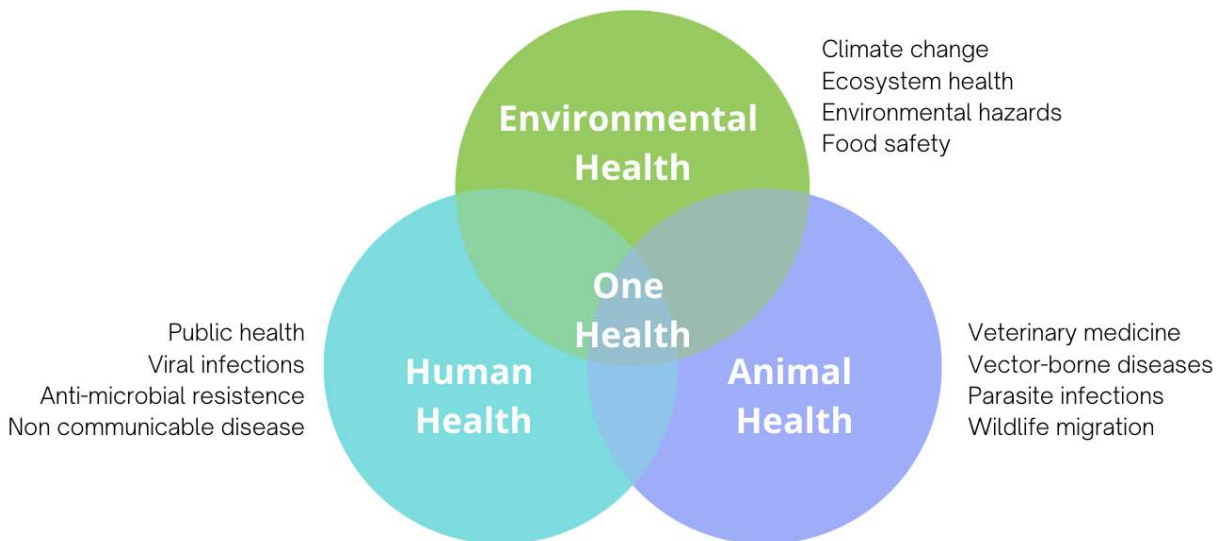 Climate change
Ecosystem health
Environmental hazards
Food safety
Environmental
Health
One
Health
Public health
Viral infections
Anti-microbial resistence
Non communicable disease
Human
Health
Animal
Health
Veterinary medicine
Vector-borne diseases
Parasite infections
Wildlife migration